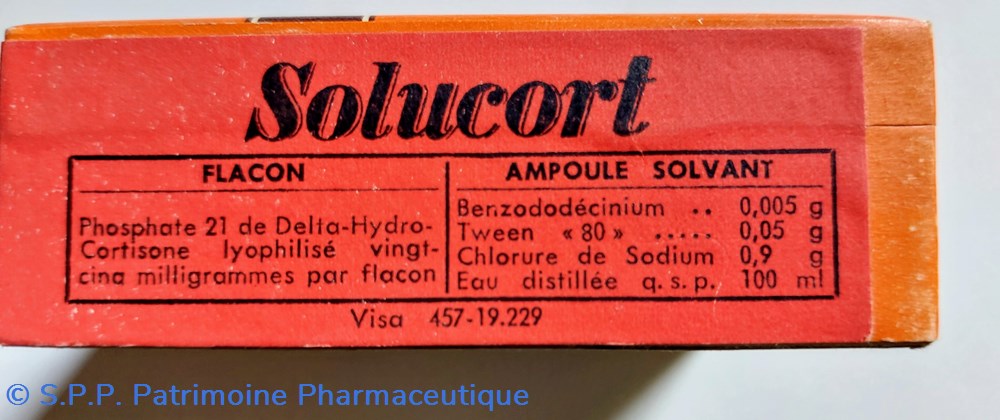 Solucort
FLACON
Phosphate 21 de Delta-Hydro-
Cortisone lyophilisé vingt-
cinq milligrammes par flacon
AMPOULE SOLVANT
Benzododécinium .. 0,005 g
Tween « 80 » ..... 0,05 g
Chlorure de Sodium 0,9 g
Eau distillée q.s.p. 100 ml
Visa 457-19.229
© S.P.P. Patrimoine Pharmaceutique